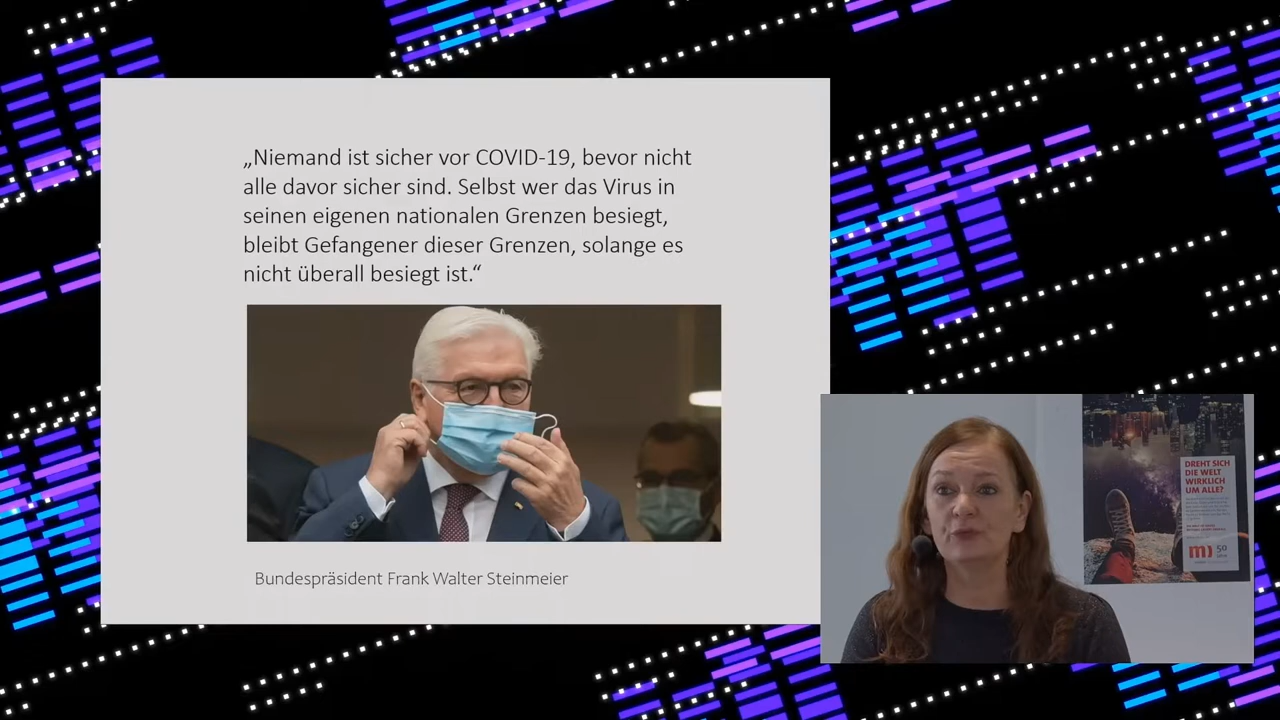 „Niemand ist sicher vor COVID-19, bevor nicht
alle davor sicher sind. Selbst wer das Virus in
seinen eigenen nationalen Grenzen besiegt,
bleibt Gefangener dieser Grenzen, solange es
nicht überall besiegt ist.“
Bundespräsident Frank Walter Steinmeier
DREHT SICH
DIE WELT
WIRKLICH
UM ALLE?
m) 50